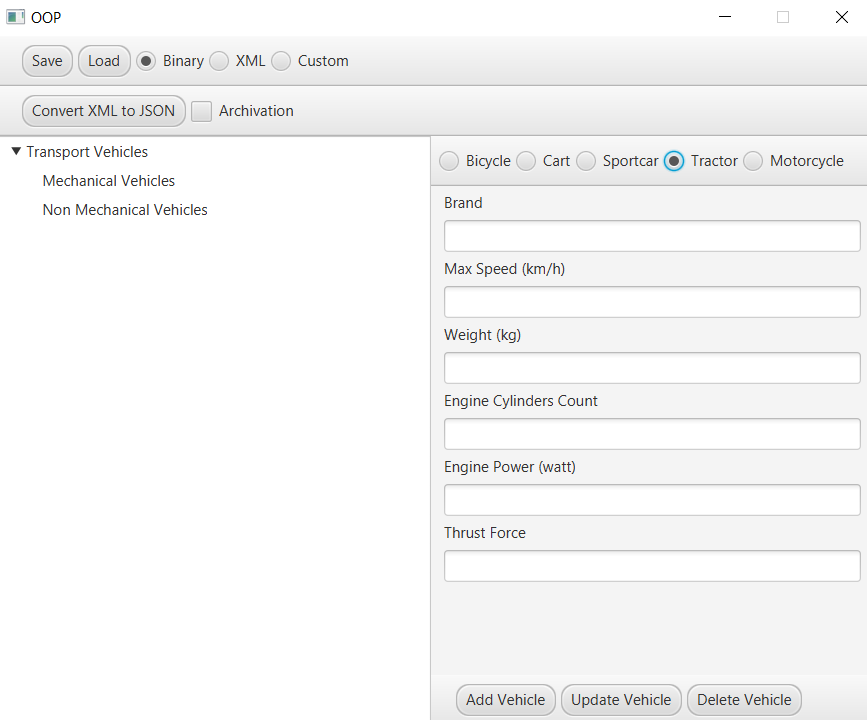 OOP
Save Load Binary XML Custom
Convert XML to JSON Archivation
Transport Vehicles
Mechanical Vehicles
Non Mechanical Vehicles
Bicycle Cart Sportcar Tractor Motorcycle
Brand
Max Speed (km/h)
Weight (kg)
Engine Cylinders Count
Engine Power (watt)
Thrust Force
Add Vehicle Update Vehicle Delete Vehicle